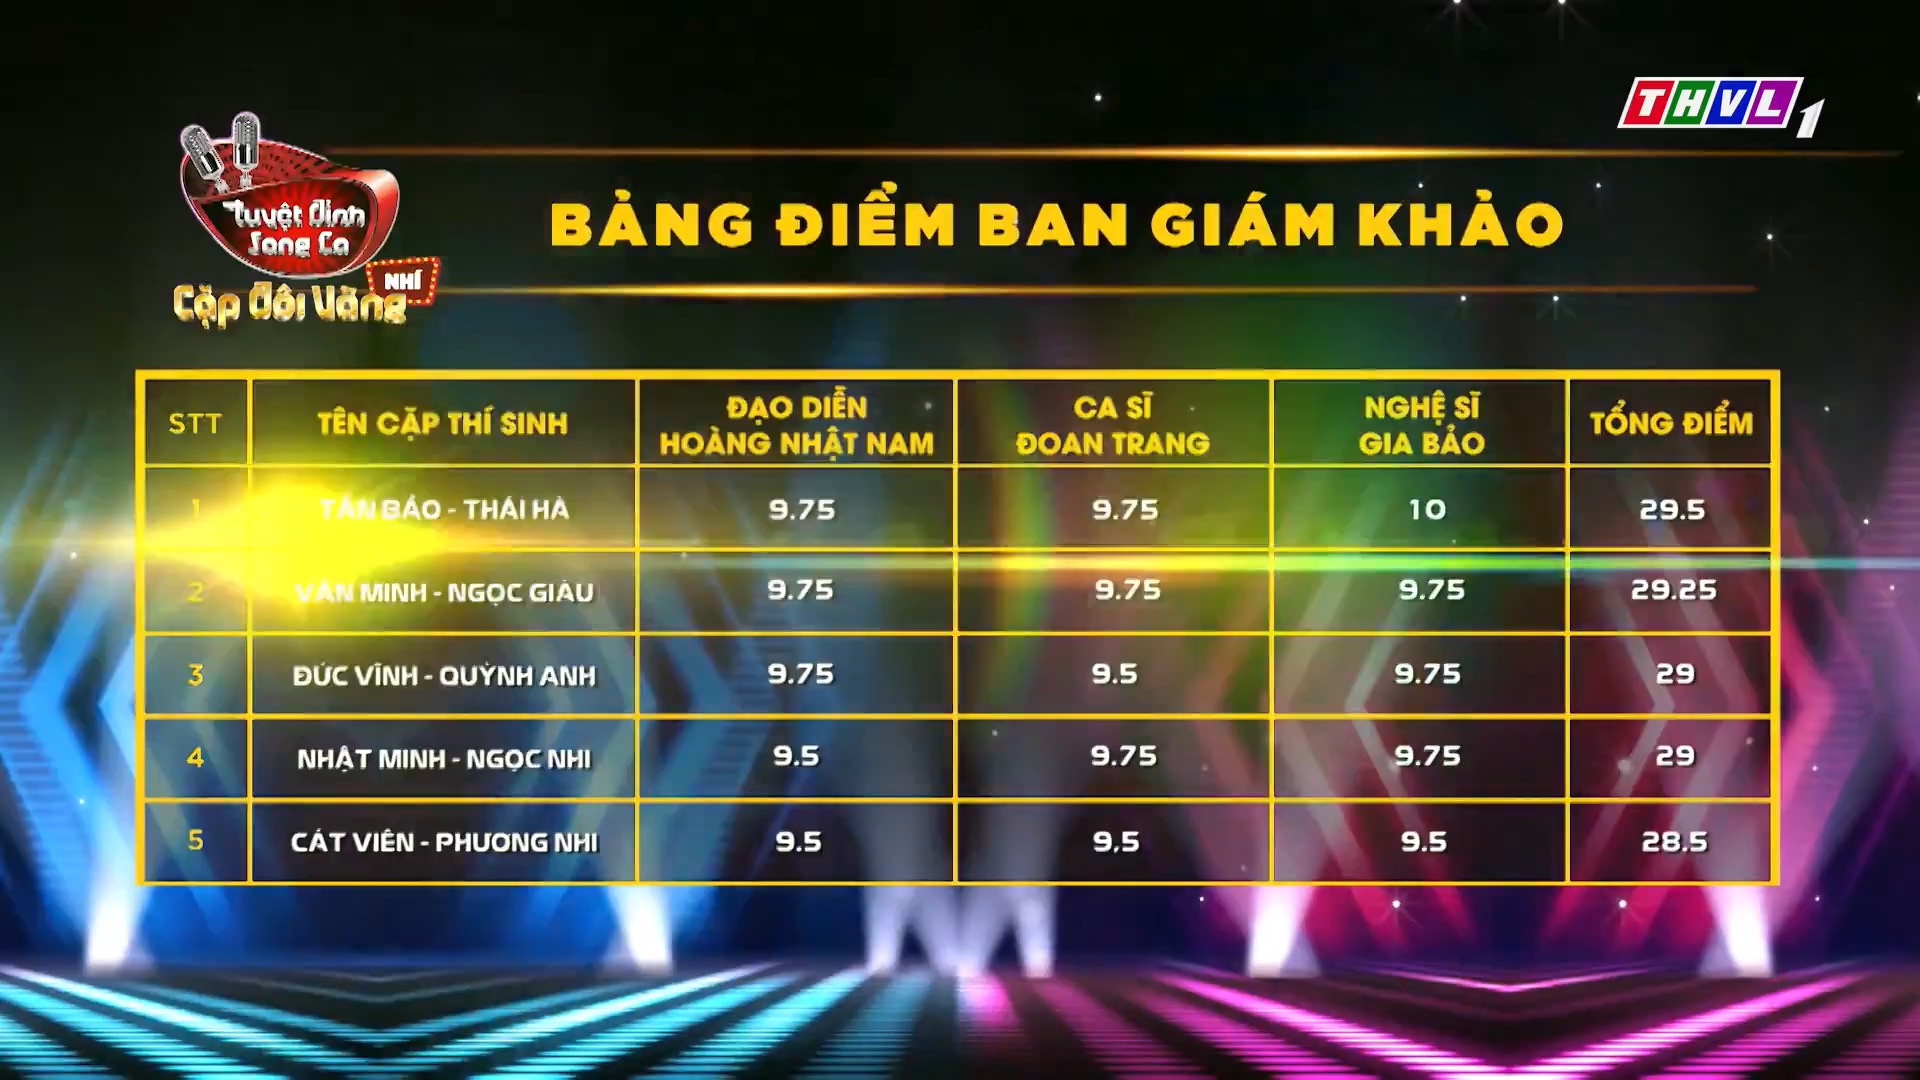 THVL1
Tuyệt Đỉnh
Song Ca
NHÍ
Cặp Đôi Vàng
BẢNG ĐIỂM BAN GIÁM KHẢO
STT TÊN CẶP THÍ SINH ĐẠO DIỄN HOÀNG NHẬT NAM CA SĨ ĐOAN TRANG NGHỆ SĨ GIA BẢO TỔNG ĐIỂM
1 TẤN BẢO - THÁI HÀ 9.75 9.75 10 29.5
2 VĂN MINH - NGỌC GIÀU 9.75 9.75 9.75 29.25
3 ĐỨC VĨNH - QUỲNH ANH 9.75 9.5 9.75 29
4 NHẬT MINH - NGỌC NHI 9.5 9.75 9.75 29
5 CÁT VIÊN - PHƯƠNG NHI 9.5 9,5 9.5 28.5